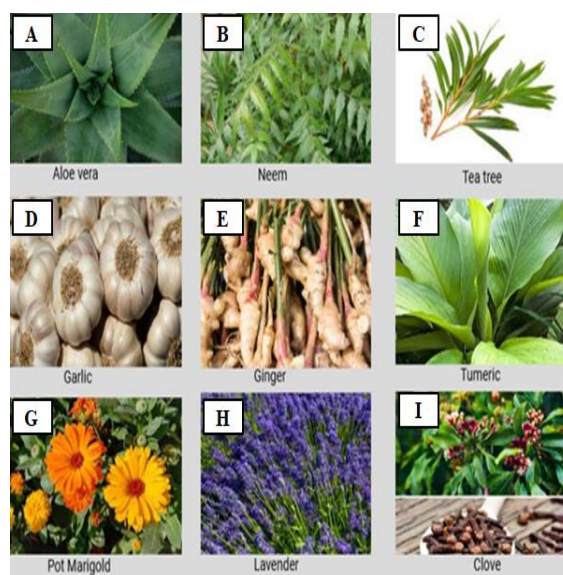 A
B
C
Aloe vera
Neem
Tea tree
D
E
F
Garlic
Ginger
Tumeric
G
H
I
Pot Marigold
Lavender
Clove